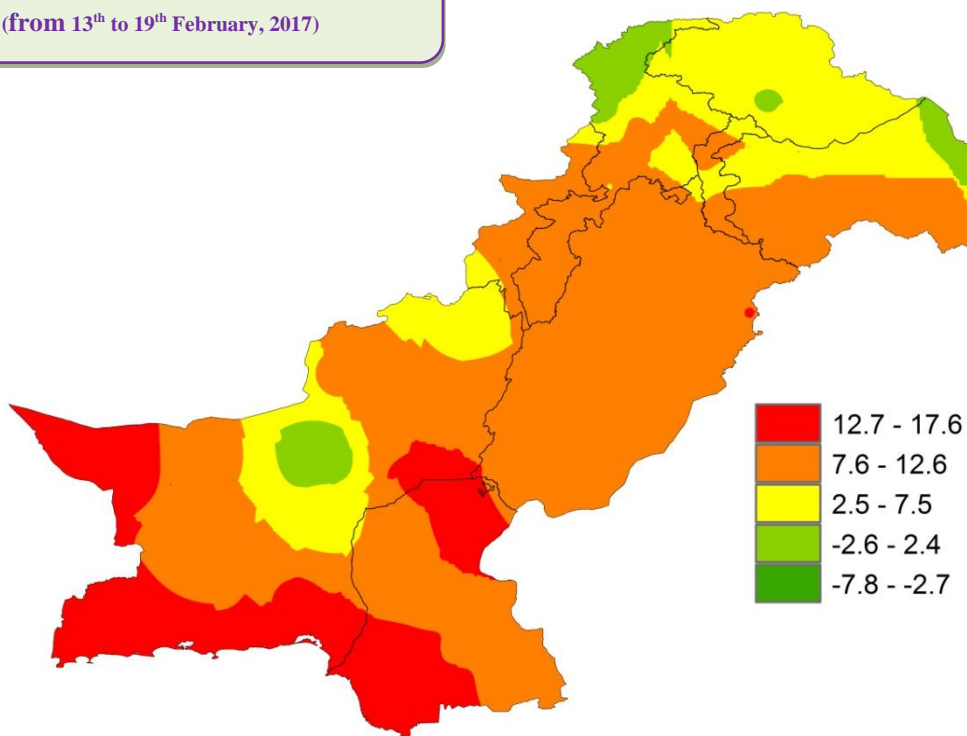 (from 13th to 19th February, 2017)
12.7 - 17.6
7.6 - 12.6
2.5 - 7.5
-2.6 - 2.4
-7.8 - -2.7